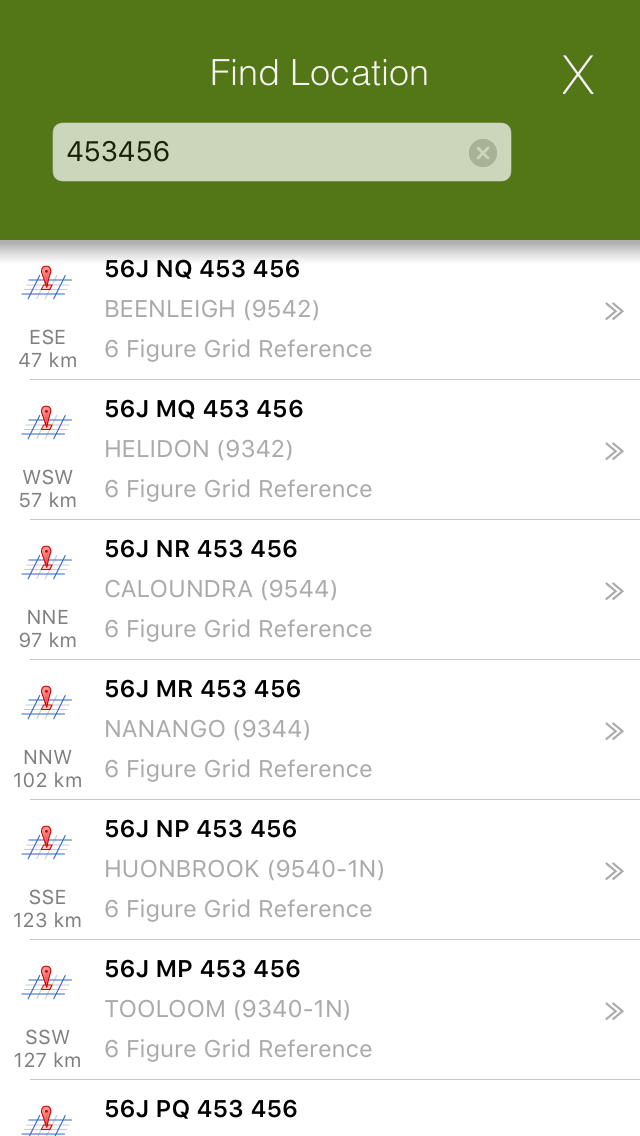 Find Location
X
453456
56J NQ 453 456
BEENLEIGH (9542)
6 Figure Grid Reference
ESE
47 km
56J MQ 453 456
HELIDON (9342)
6 Figure Grid Reference
WSW
57 km
56J NR 453 456
CALOUNDRA (9544)
6 Figure Grid Reference
NNE
97 km
56J MR 453 456
NANANGO (9344)
6 Figure Grid Reference
NNW
102 km
56J NP 453 456
HUONBROOK (9540-1N)
6 Figure Grid Reference
SSE
123 km
56J MP 453 456
TOOLOOM (9340-1N)
6 Figure Grid Reference
SSW
127 km
56J PQ 453 456